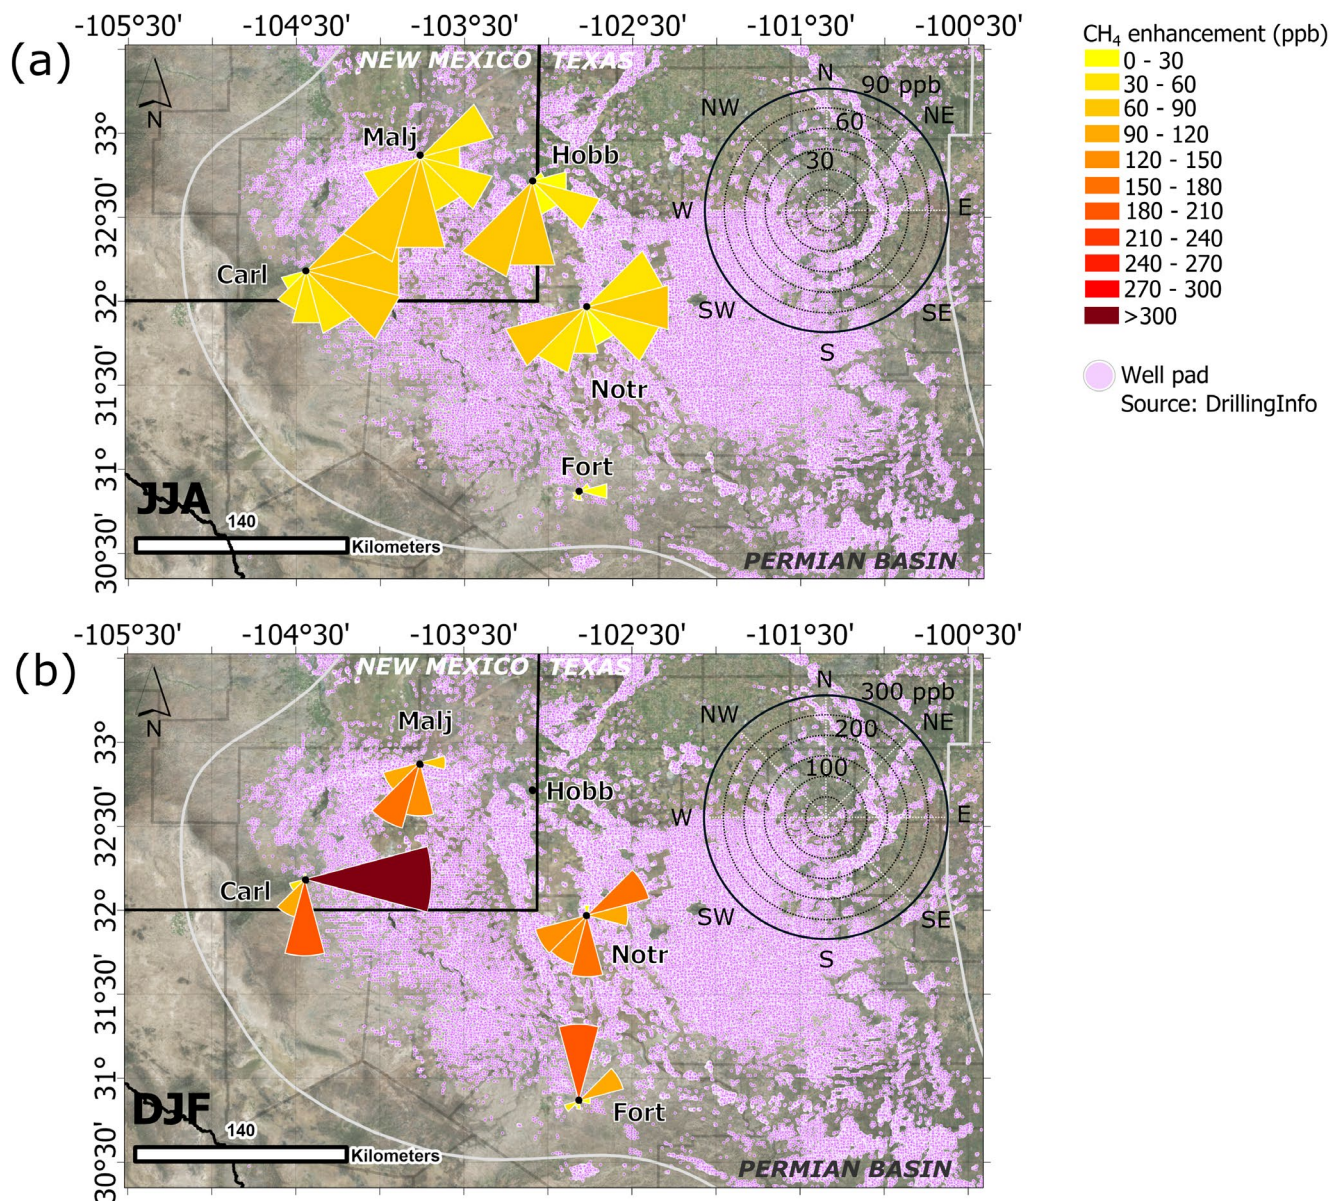 -105°30' -104°30' -103°30' -102°30' -101°30' -100°30'
(a)
NEW MEXICO TEXAS
N
33°
32°30'
32°
31°30'
31°
30°30'
Malj
Hobb
Carl
Notr
Fort
N
NE
E
SE
S
SW
W
NW
90 ppb
60
30
JJA
140
Kilometers
PERMIAN BASIN
CH₄ enhancement (ppb)
0 - 30
30 - 60
60 - 90
90 - 120
120 - 150
150 - 180
180 - 210
210 - 240
240 - 270
270 - 300
>300
Well pad
Source: DrillingInfo
-105°30' -104°30' -103°30' -102°30' -101°30' -100°30'
(b)
NEW MEXICO TEXAS
N
33°
32°30'
32°
31°30'
31°
30°30'
Malj
Hobb
Carl
Notr
Fort
N
NE
E
SE
S
SW
W
NW
300 ppb
200
100
DJF
140
Kilometers
PERMIAN BASIN